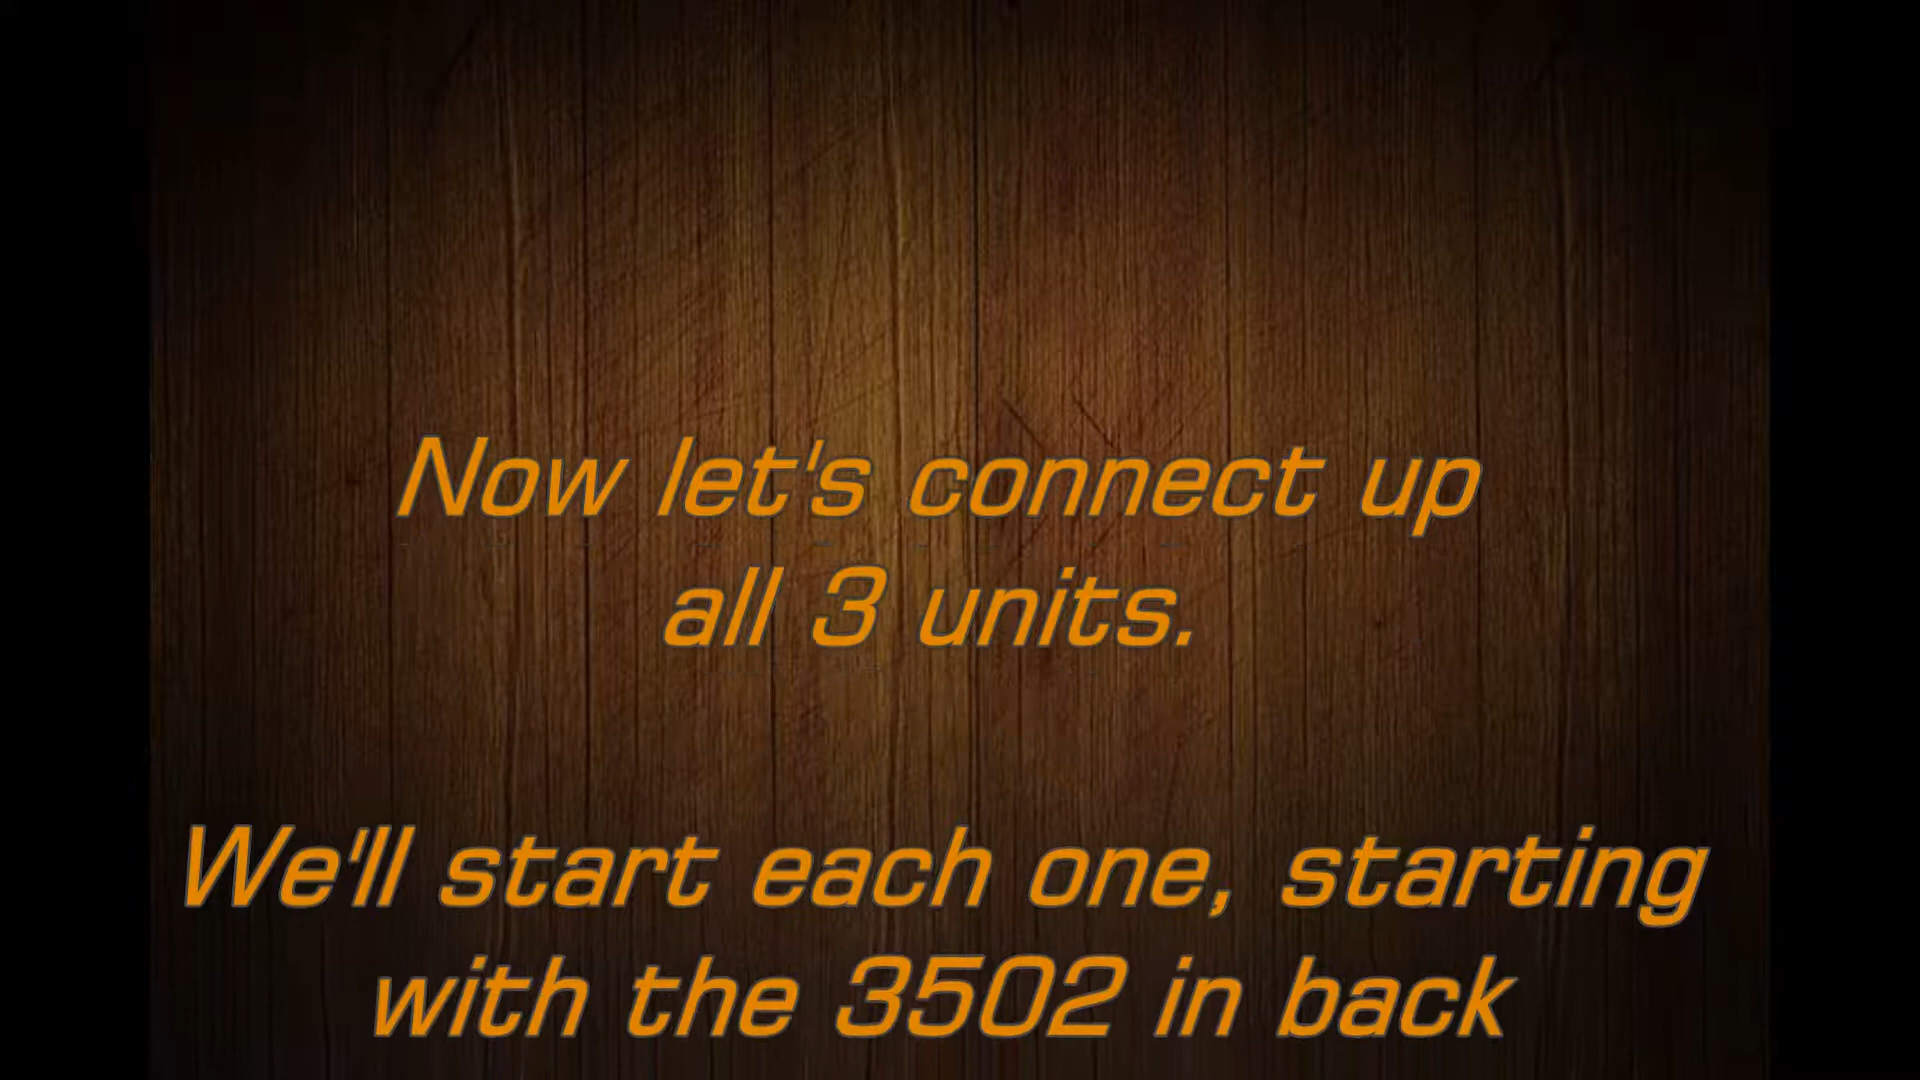 Now let's connect up
all 3 units.
We'll start each one, starting
with the 3502 in back